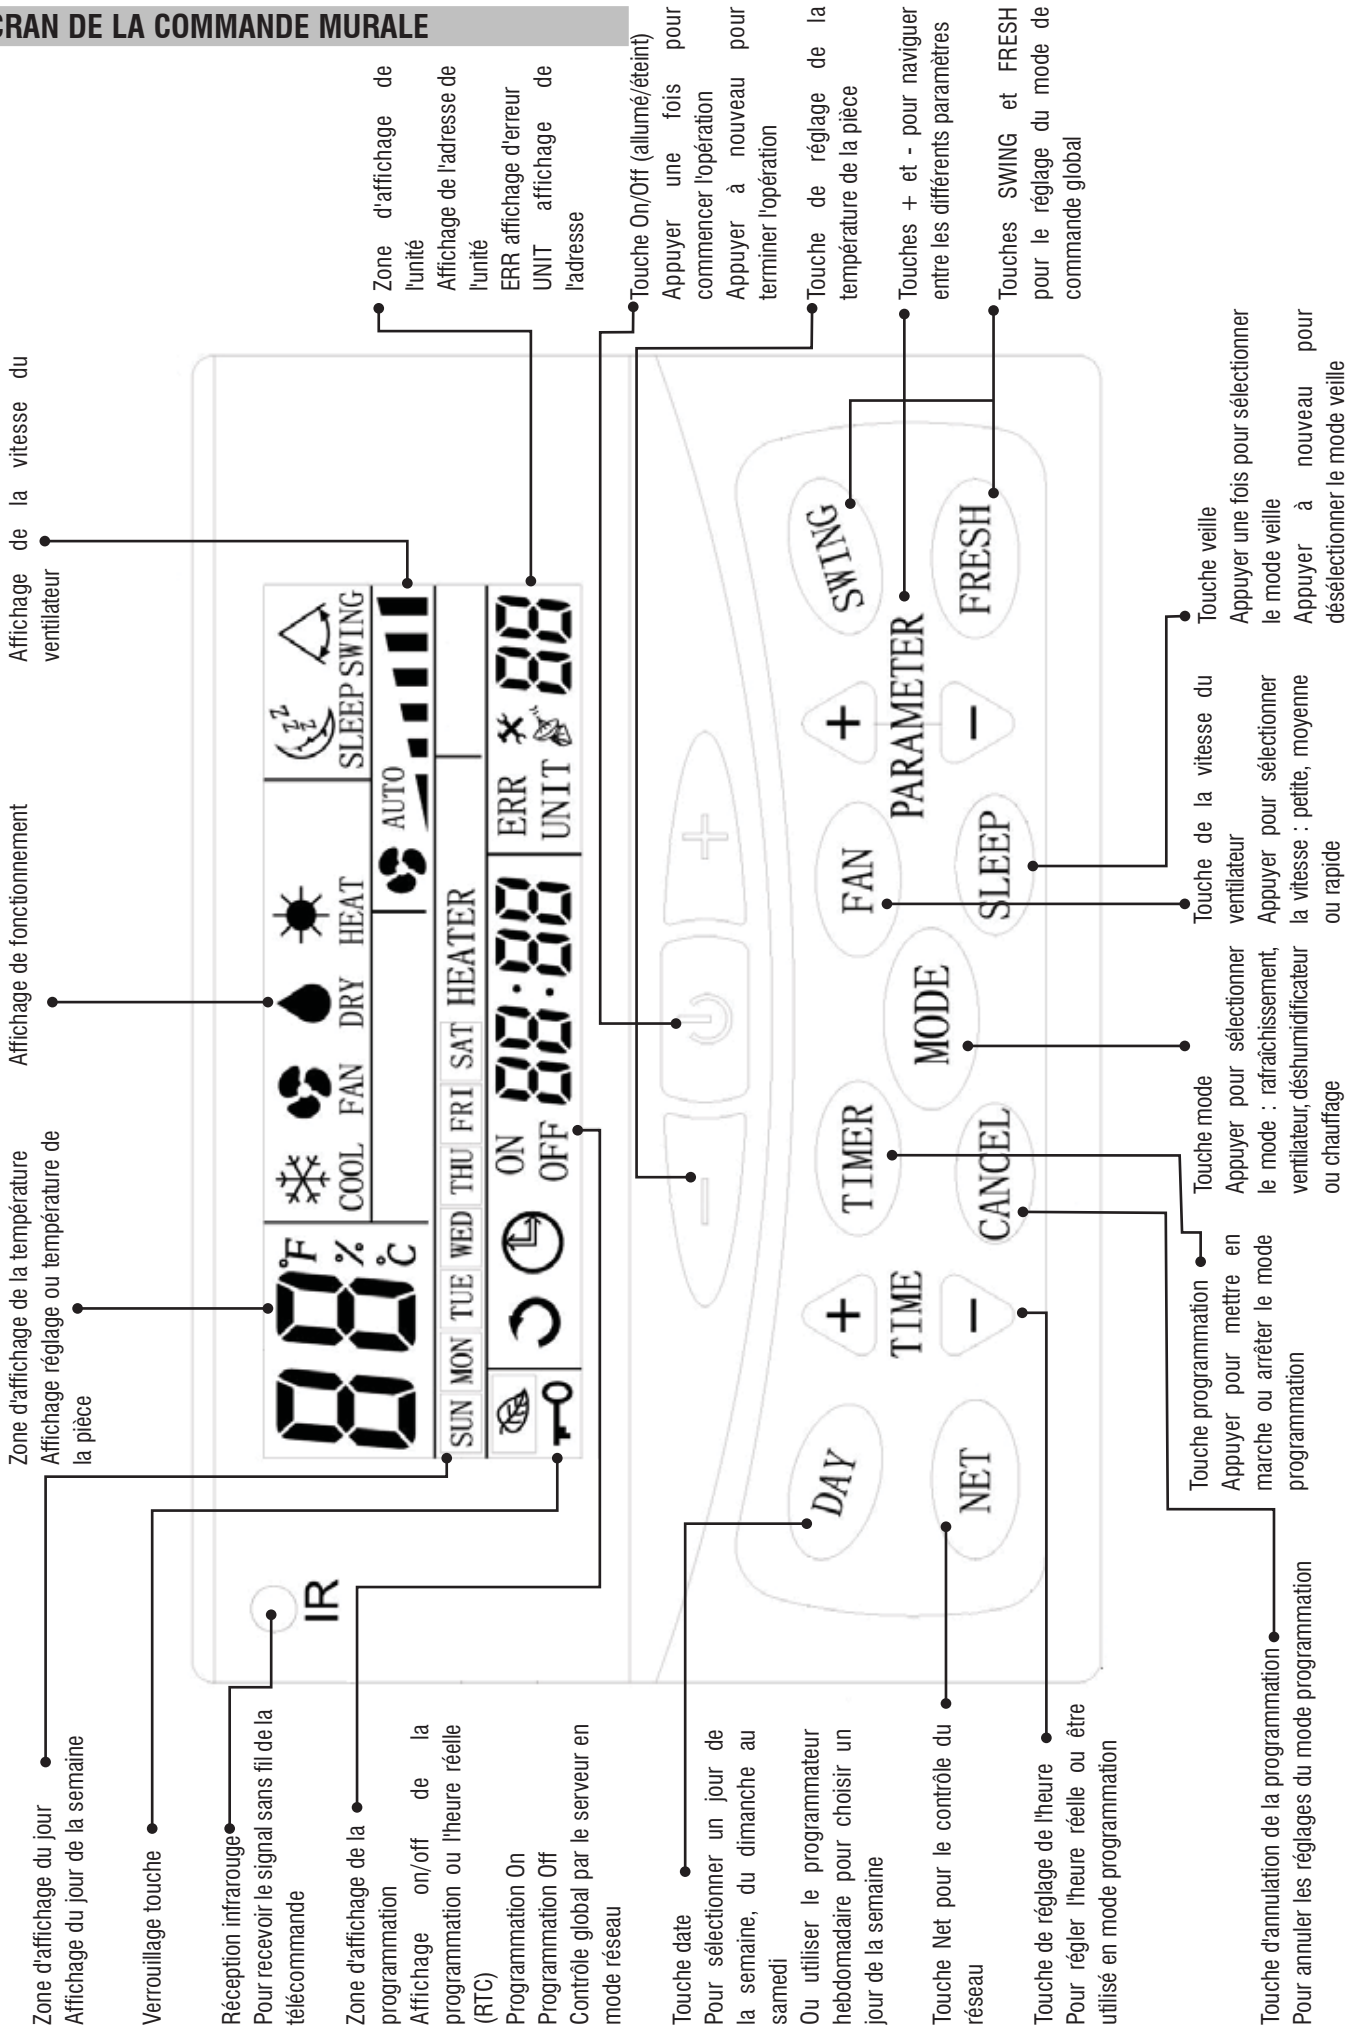 CRAN DE LA COMMANDE MURALE
Zone d'affichage du jour
Affichage du jour de la semaine
Verrouillage touche
Réception infrarouge
Pour recevoir le signal sans fil de la
télécommande
Zone d'affichage de la
programmation
Affichage on/off de la
programmation ou l'heure réelle
(RTC)
Programmation On
Programmation Off
Contrôle global par le serveur en
mode réseau
Touche date
Pour sélectionner un jour de
la semaine, du dimanche au
samedi
Ou utiliser le programmateur
hebdomadaire pour choisir un
jour de la semaine
Touche Net pour le contrôle du
réseau
Touche de réglage de l'heure
Pour régler l'heure réelle ou être
utilisé en mode programmation
Touche d'annulation de la programmation
Pour annuler les réglages du mode programmation
Zone d'affichage de la température
Affichage réglage ou température de
la pièce
Affichage de fonctionnement
Affichage de la vitesse du
ventilateur
Zone d'affichage de
l'unité
Affichage de l'adresse de
l'unité
ERR affichage d'erreur
UNIT affichage de
l'adresse
Touche On/Off (allumé/éteint)
Appuyer une fois pour
commencer l'opération
Appuyer à nouveau pour
terminer l'opération
Touche de réglage de la
température de la pièce
Touches + et - pour naviguer
entre les différents paramètres
Touches SWING et FRESH
pour le réglage du mode de
commande global
Touche programmation
Appuyer pour mettre en
marche ou arrêter le mode
programmation
Touche mode
Appuyer pour sélectionner
le mode : rafraîchissement,
ventilateur, déshumidificateur
ou chauffage
Touche de la vitesse du
ventilateur
Appuyer pour sélectionner
la vitesse : petite, moyenne
ou rapide
Touche veille
Appuyer une fois pour sélectionner
le mode veille
Appuyer à nouveau pour
désélectionner le mode veille
IR
88 °F % °C
COOL FAN DRY HEAT
SLEEP SWING
AUTO
SUN MON TUE WED THU FRI SAT HEATER
ON
OFF
88:88
ERR
UNIT
88
- +
DAY
NET
+
TIME
-
TIMER
CANCEL
MODE
FAN
SLEEP
+
PARAMETER
-
SWING
FRESH